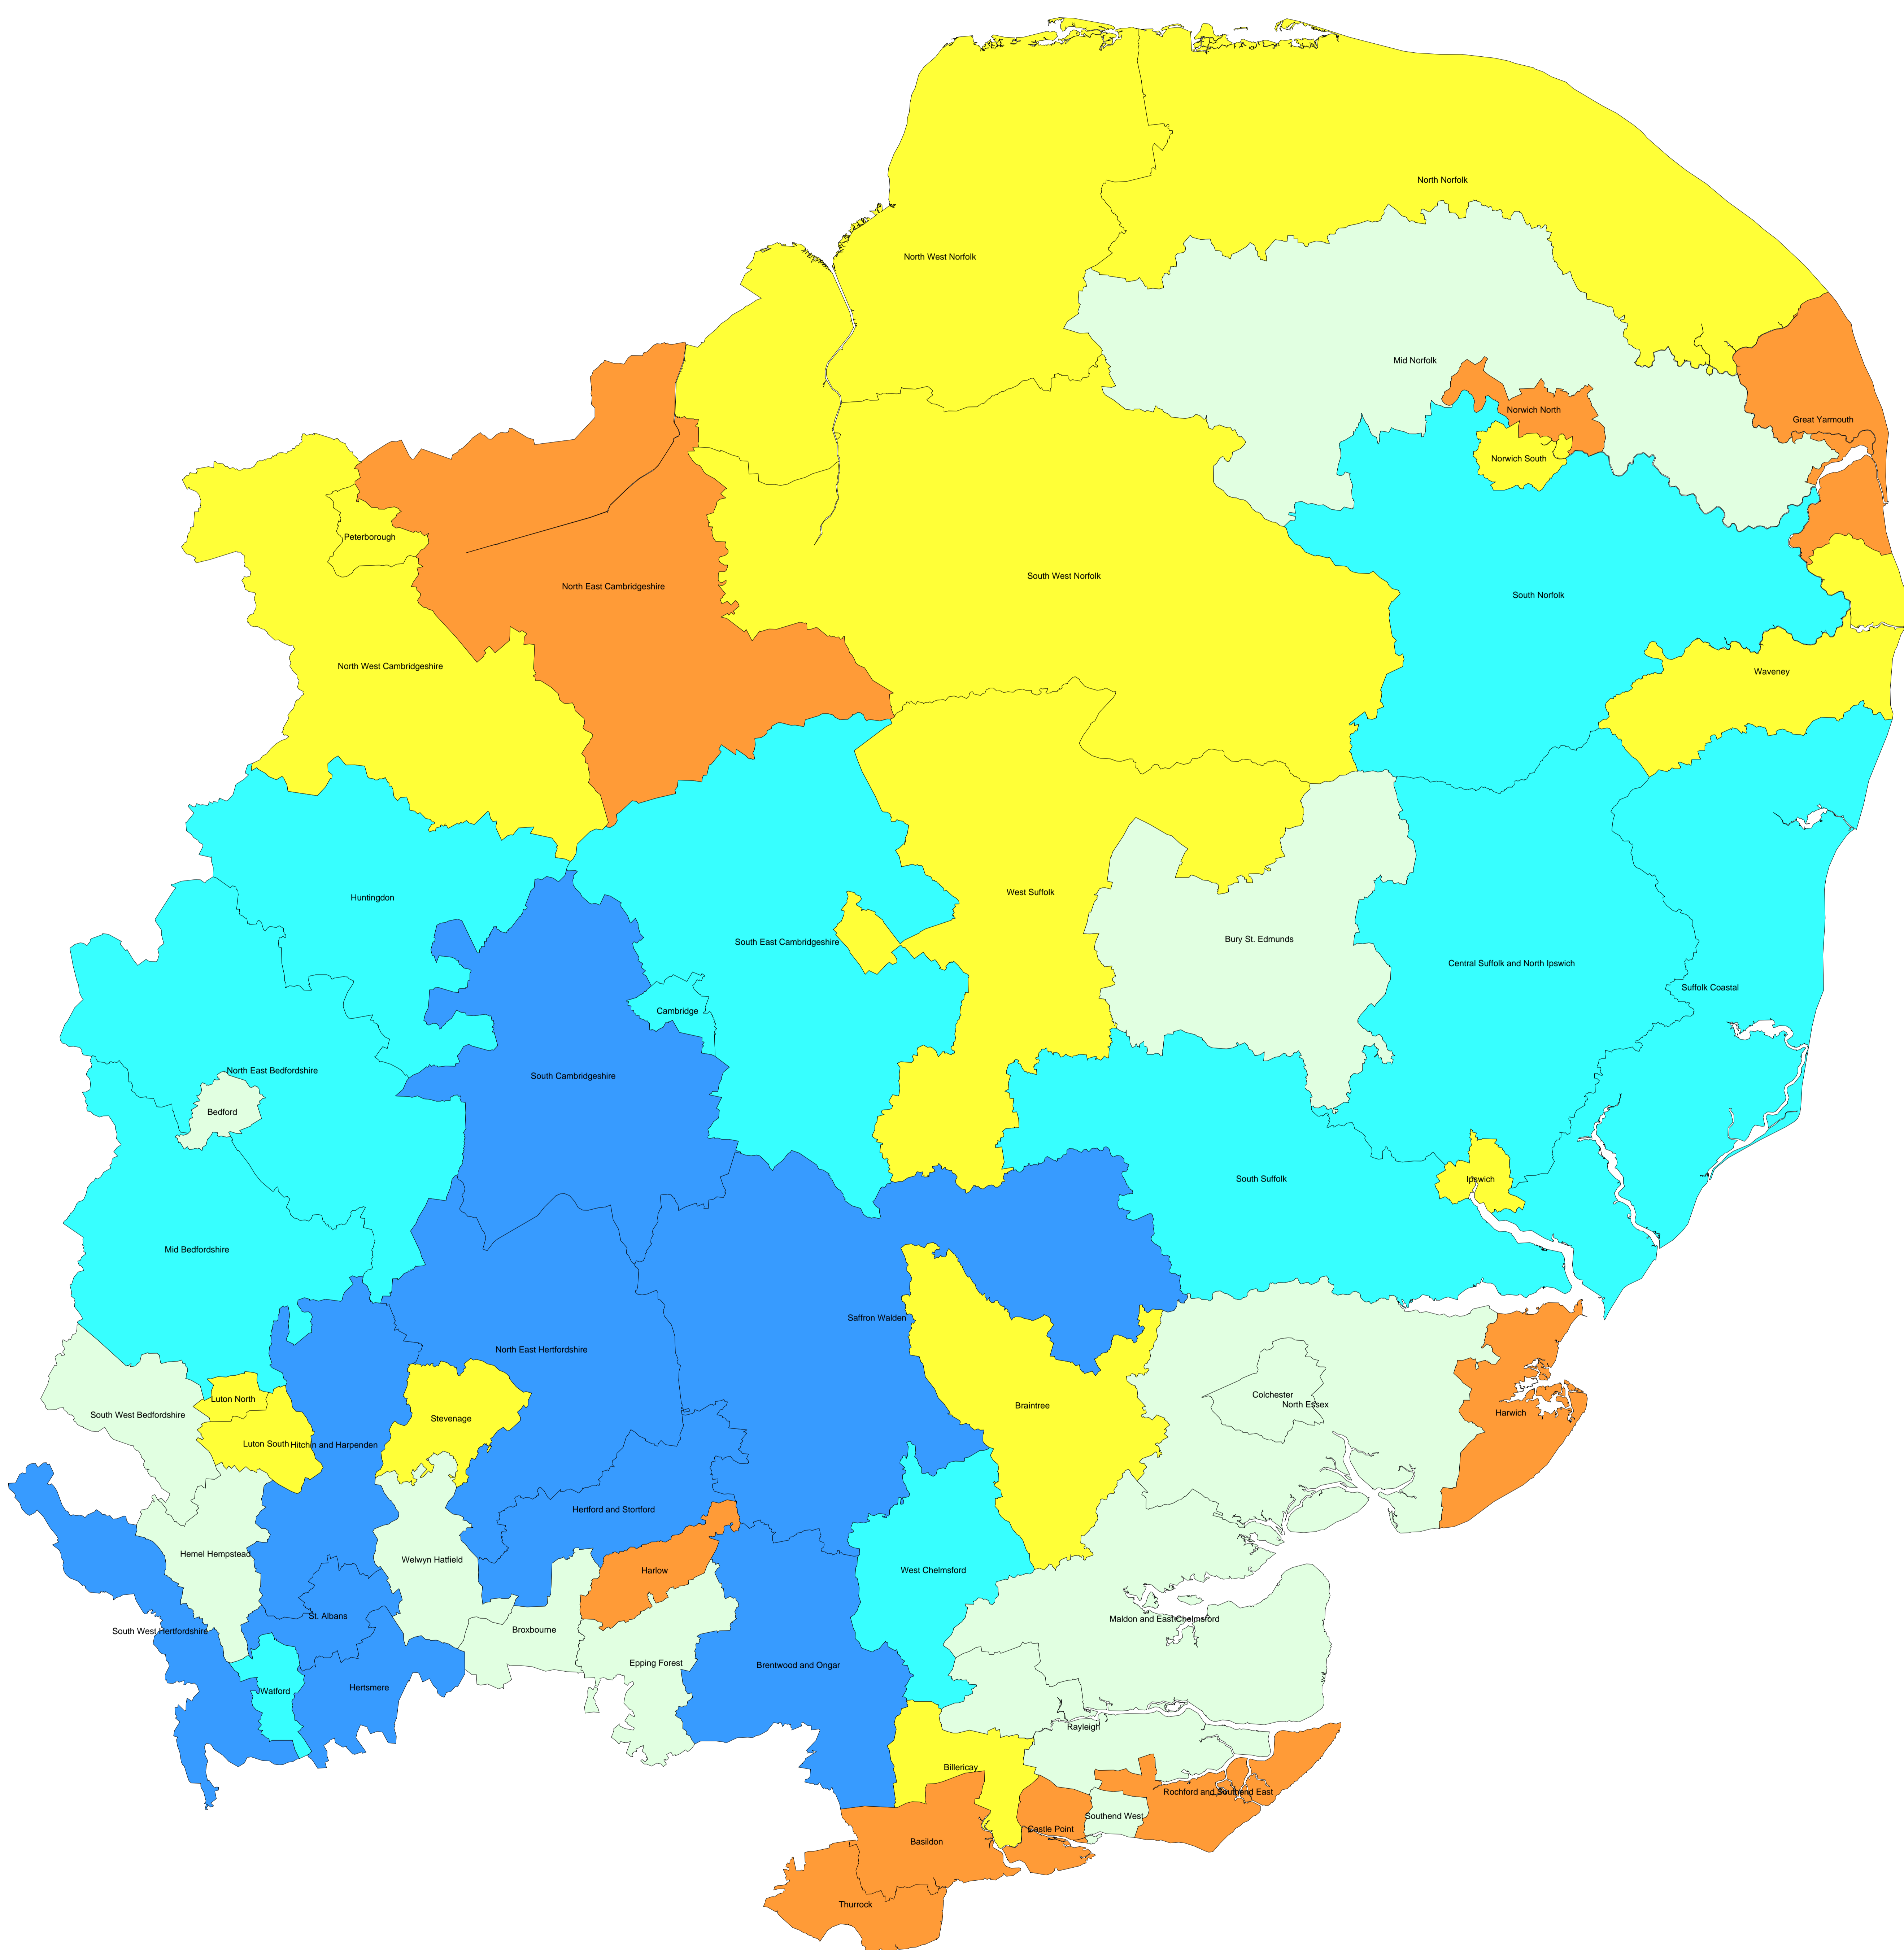 North Norfolk
North West Norfolk
Mid Norfolk
Norwich North
Great Yarmouth
Norwich South
Peterborough
South West Norfolk
North East Cambridgeshire
South Norfolk
North West Cambridgeshire
Waveney
West Suffolk
Huntingdon
Bury St. Edmunds
South East Cambridgeshire
Central Suffolk and North Ipswich
Suffolk Coastal
Cambridge
North East Bedfordshire
South Cambridgeshire
Bedford
South Suffolk
Ipswich
Mid Bedfordshire
Saffron Walden
North East Hertfordshire
Colchester
Luton North
North Essex
Braintree
Harwich
South West Bedfordshire
Stevenage
Luton South
Hitchin and Harpenden
Hertford and Stortford
Hemel Hempstead
Welwyn Hatfield
Harlow
West Chelmsford
St. Albans
Maldon and East Chelmsford
South West Hertfordshire
Broxbourne
Epping Forest
Brentwood and Ongar
Hertsmere
Watford
Rayleigh
Billericay
Rochford and Southend East
Southend West
Castle Point
Basildon
Thurrock